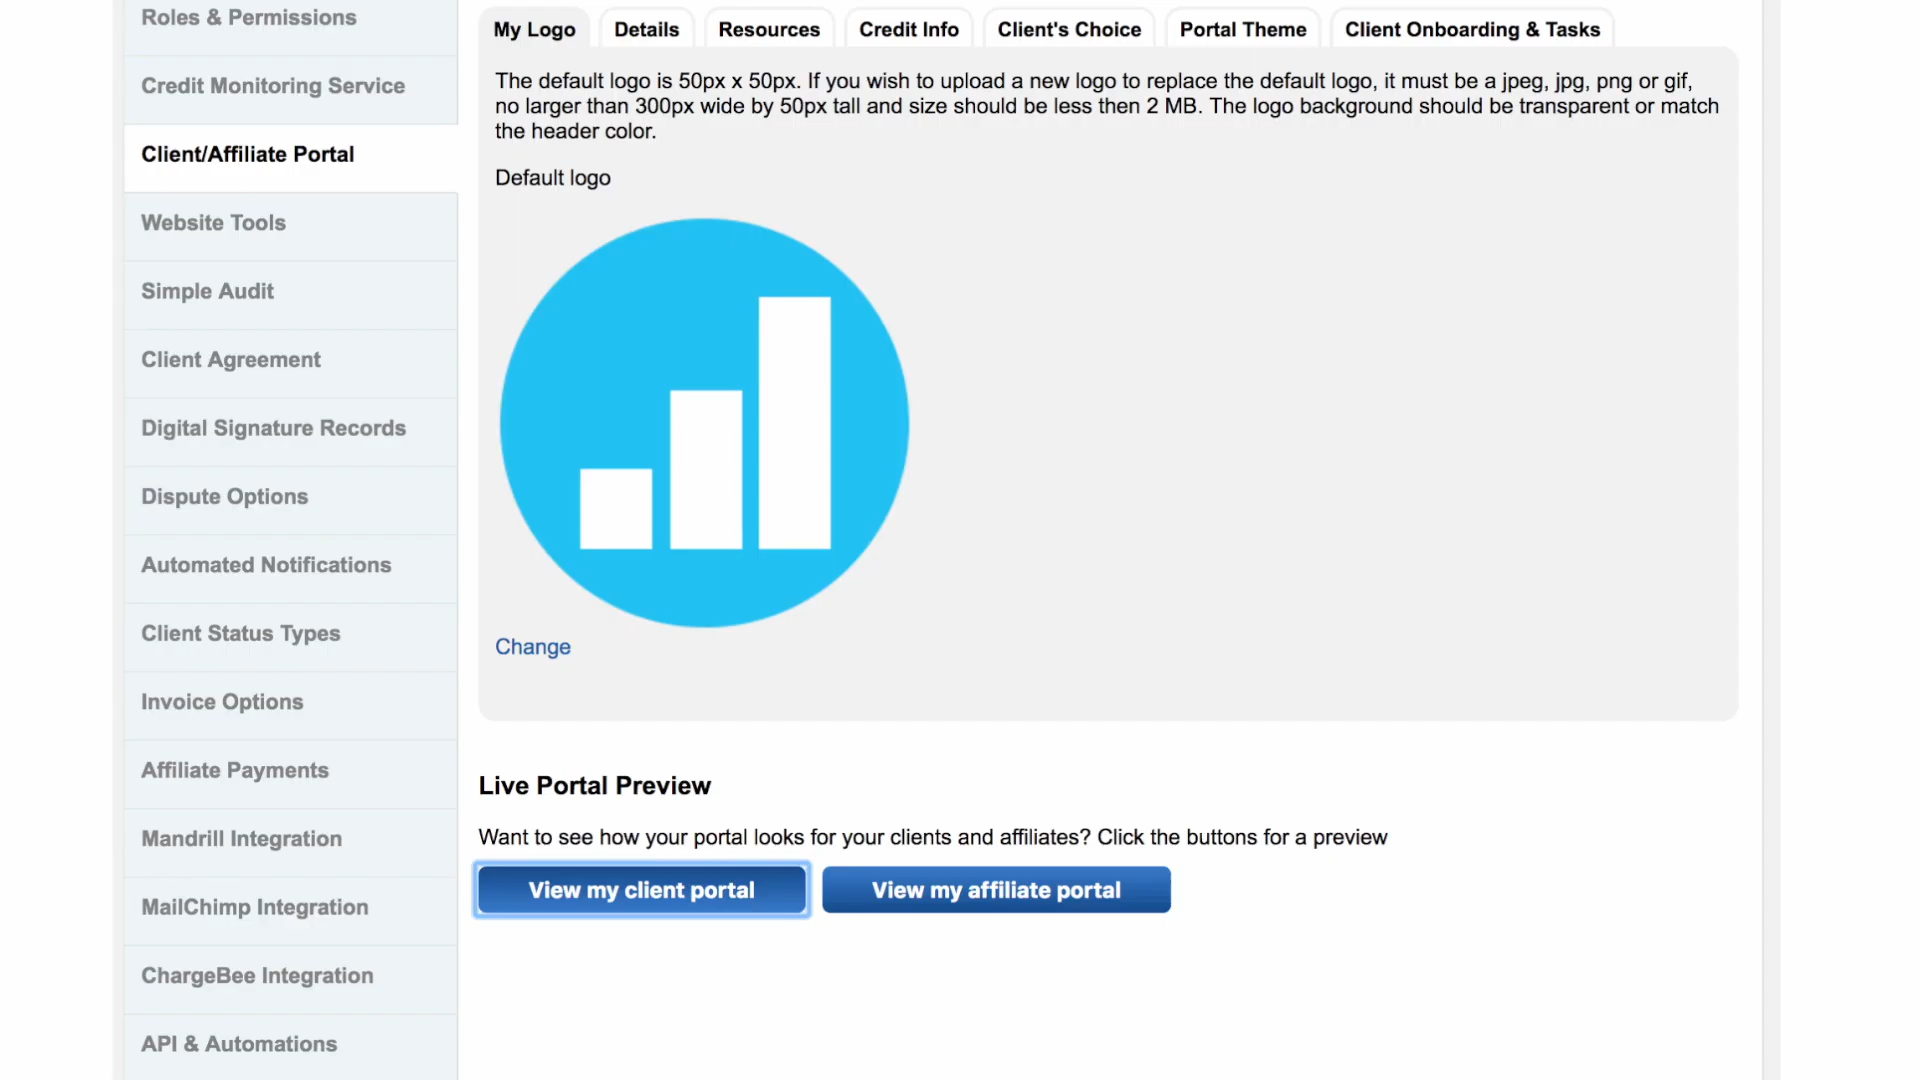 Roles & Permissions
Credit Monitoring Service
Client/Affiliate Portal
Website Tools
Simple Audit
Client Agreement
Digital Signature Records
Dispute Options
Automated Notifications
Client Status Types
Invoice Options
Affiliate Payments
Mandrill Integration
MailChimp Integration
ChargeBee Integration
API & Automations
My Logo
Details
Resources
Credit Info
Client's Choice
Portal Theme
Client Onboarding & Tasks
The default logo is 50px x 50px. If you wish to upload a new logo to replace the default logo, it must be a jpeg, jpg, png or gif,
no larger than 300px wide by 50px tall and size should be less then 2 MB. The logo background should be transparent or match
the header color.
Default logo
Change
Live Portal Preview
Want to see how your portal looks for your clients and affiliates? Click the buttons for a preview
View my client portal
View my affiliate portal